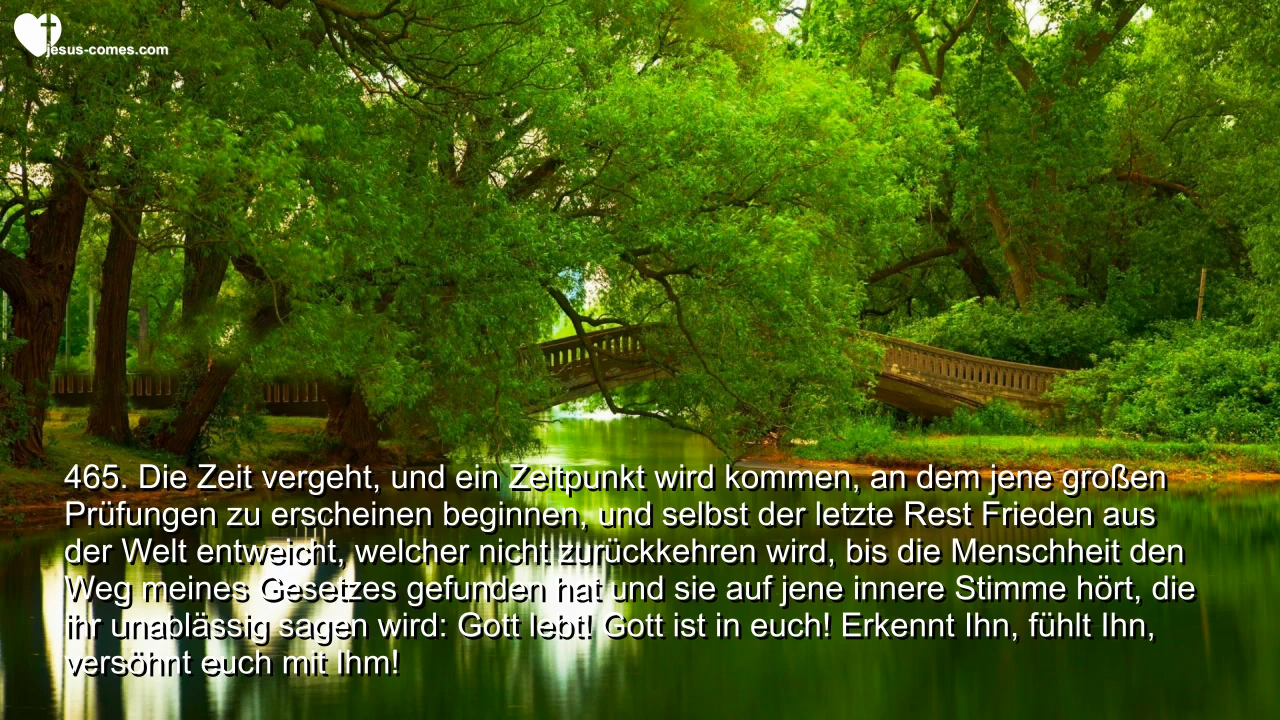 jesus-comes.com
465. Die Zeit vergeht, und ein Zeitpunkt wird kommen, an dem jene großen
Prüfungen zu erscheinen beginnen, und selbst der letzte Rest Frieden aus
der Welt entweicht, welcher nicht zurückkehren wird, bis die Menschheit den
Weg meines Gesetzes gefunden hat und sie auf jene innere Stimme hört, die
ihr unablässig sagen wird: Gott lebt! Gott ist in euch! Erkennt Ihn, fühlt Ihn,
versöhnt euch mit Ihm!